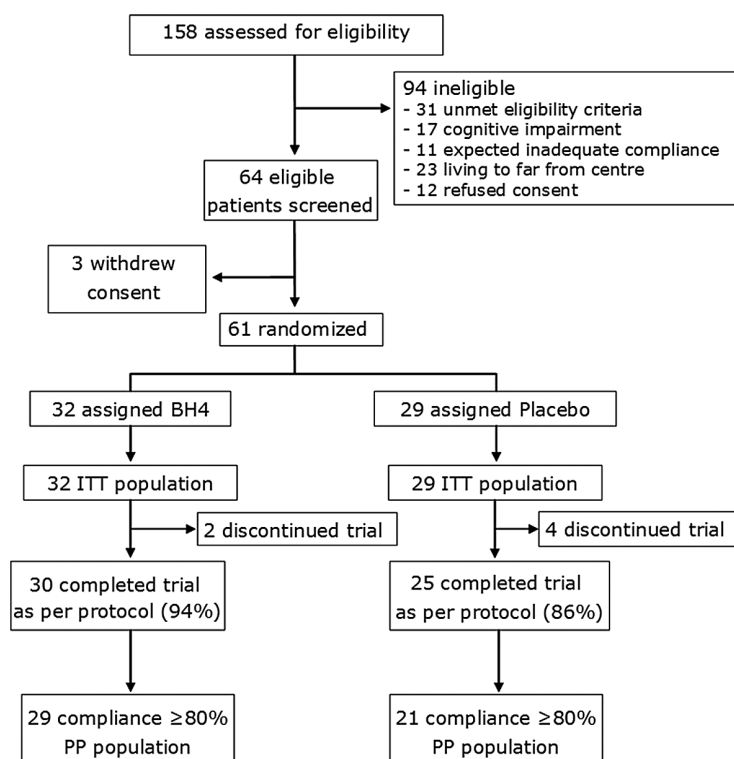 158 assessed for eligibility
94 ineligible
- 31 unmet eligibility criteria
- 17 cognitive impairment
- 11 expected inadequate compliance
- 23 living to far from centre
- 12 refused consent
64 eligible
patients screened
3 withdrew
consent
61 randomized
32 assigned BH4
29 assigned Placebo
32 ITT population
29 ITT population
2 discontinued trial
4 discontinued trial
30 completed trial
as per protocol (94%)
25 completed trial
as per protocol (86%)
29 compliance ≥80%
PP population
21 compliance ≥80%
PP population